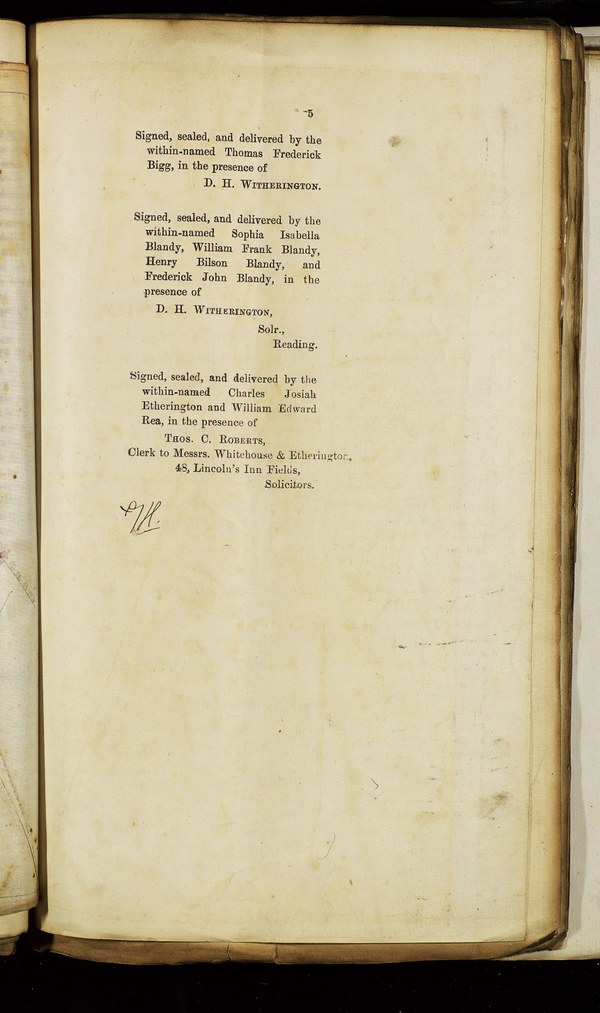 5
Signed, sealed, and delivered by the
within-named Thomas Frederick
Bigg, in the presence of
D. H. WITHERINGTON.
Signed, sealed, and delivered by the
within-named Sophia Isabella
Blandy, William Frank Blandy,
Henry Bilson Blandy, and
Frederick John Blandy, in the
presence of
D. H. WITHERINGTON,
Solr.,
Reading.
Signed, sealed, and delivered by the
within-named Charles Josiah
Etherington and William Edward
Rea, in the presence of
THOS. C. ROBERTS,
Clerk to Messrs. Whitehouse & Etherington,
48, Lincoln's Inn Fields,
Solicitors.